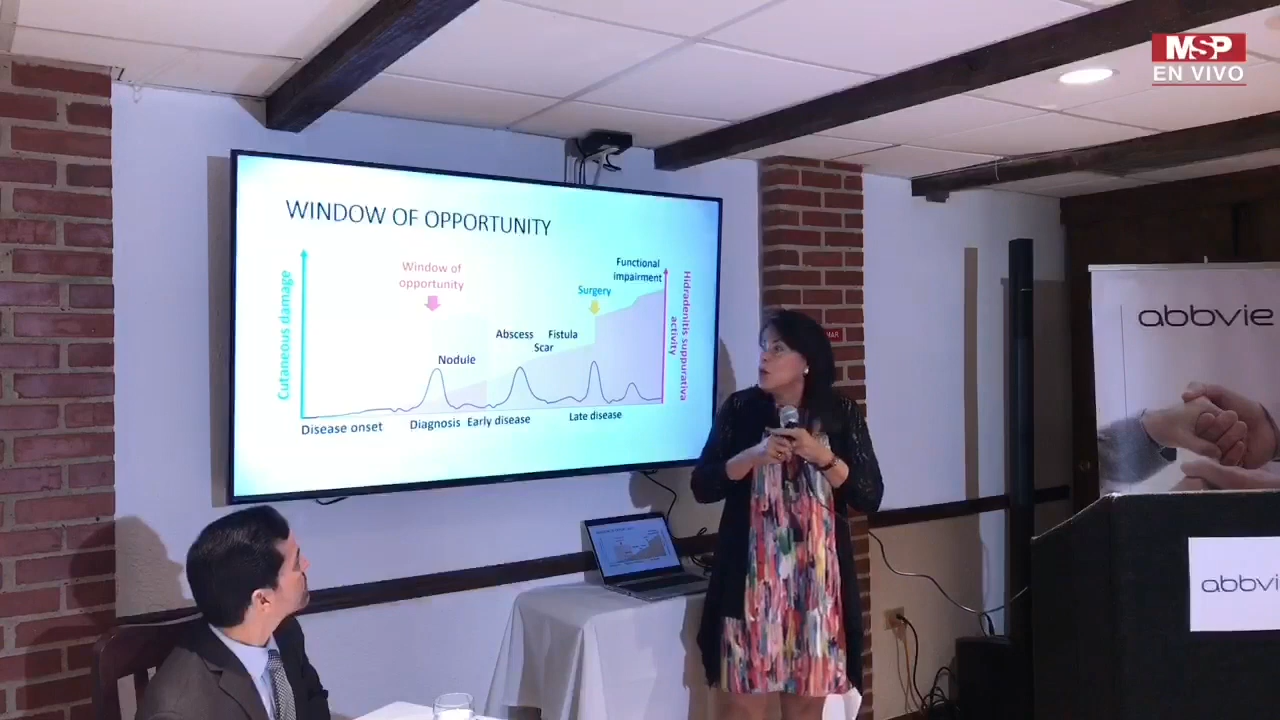 MSP
EN VIVO
WINDOW OF OPPORTUNITY
Cutaneous damage
Window of
opportunity
Functional
impairment
Surgery
Hidradenitis suppurativa
activity
Abscess Fistula
Scar
Nodule
Disease onset
Diagnosis Early disease
Late disease
abbvie
abbvi